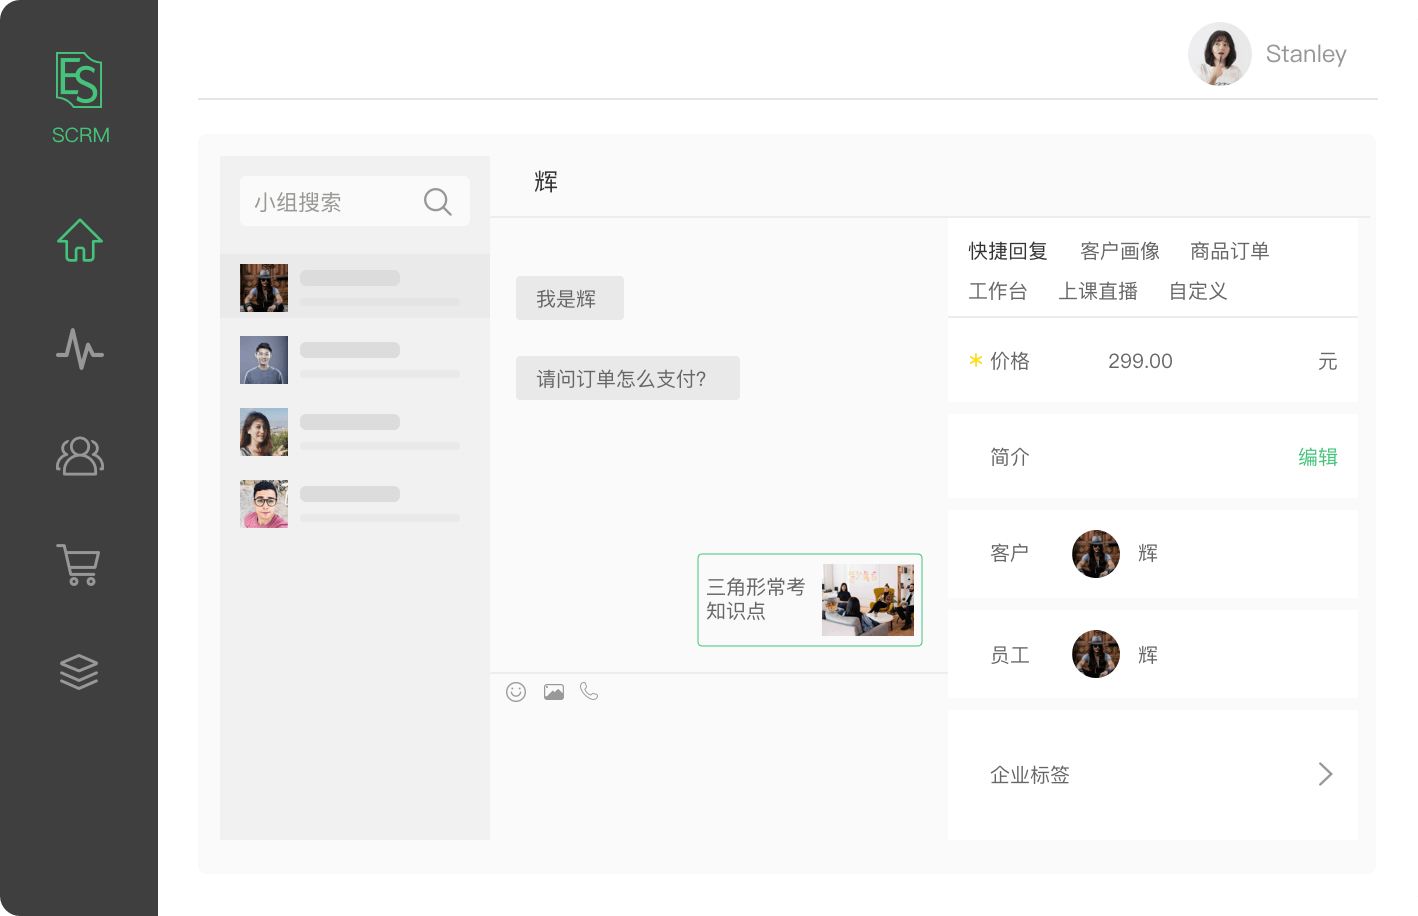 ES
SCRM
Stanley
小组搜索
辉
我是辉
请问订单怎么支付?
三角形常考
知识点
快捷回复 客户画像 商品订单
工作台 上课直播 自定义
* 价格 299.00 元
简介 编辑
客户 辉
员工 辉
企业标签